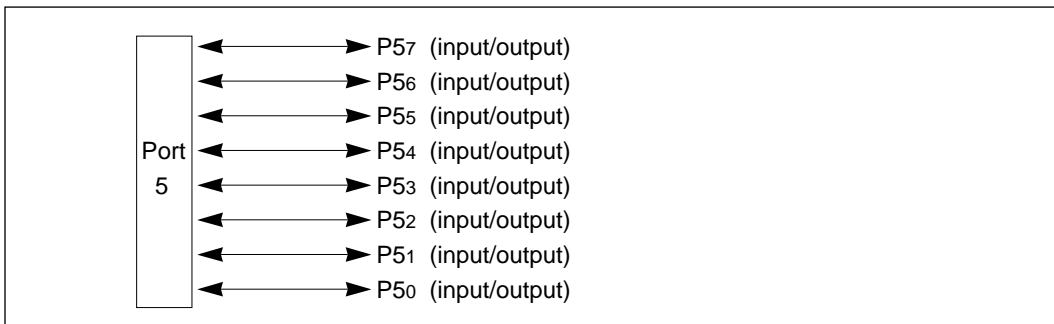 P57 (input/output)
P56 (input/output)
P55 (input/output)
Port
5
P54 (input/output)
P53 (input/output)
P52 (input/output)
P51 (input/output)
P50 (input/output)